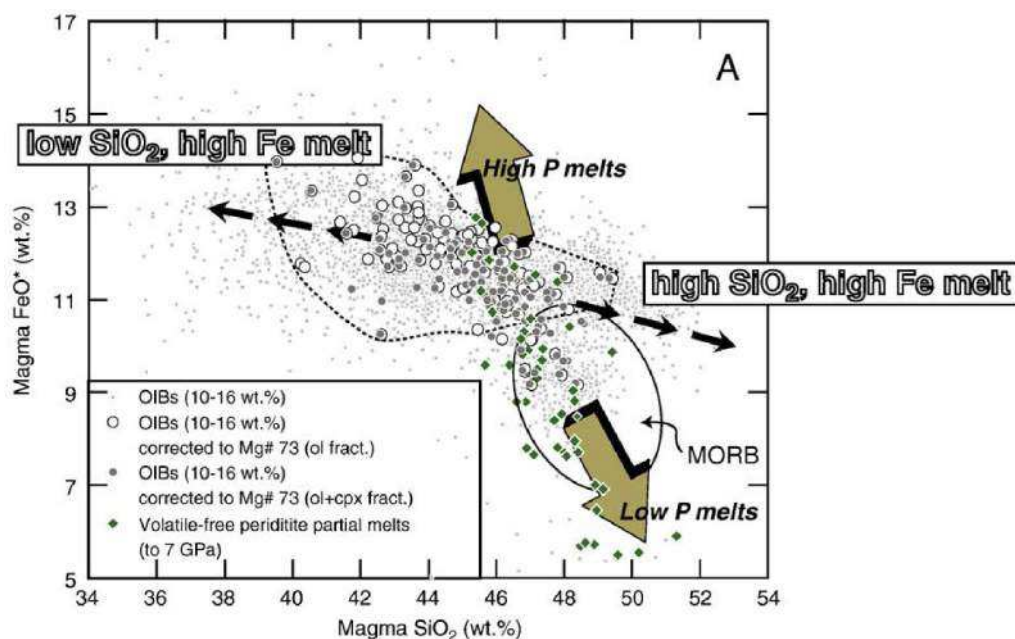 17
A
15
low SiO₂, high Fe melt
High P melts
13
Magma FeO* (wt.%)
11
high SiO₂, high Fe melt
9
OIBs (10-16 wt.%)
OIBs (10-16 wt.%)
corrected to Mg# 73 (ol fract.)
OIBs (10-16 wt.%)
corrected to Mg# 73 (ol+cpx fract.)
Volatile-free periditite partial melts
(to 7 GPa)
MORB
7
Low P melts
5
34 36 38 40 42 44 46 48 50 52 54
Magma SiO₂ (wt.%)